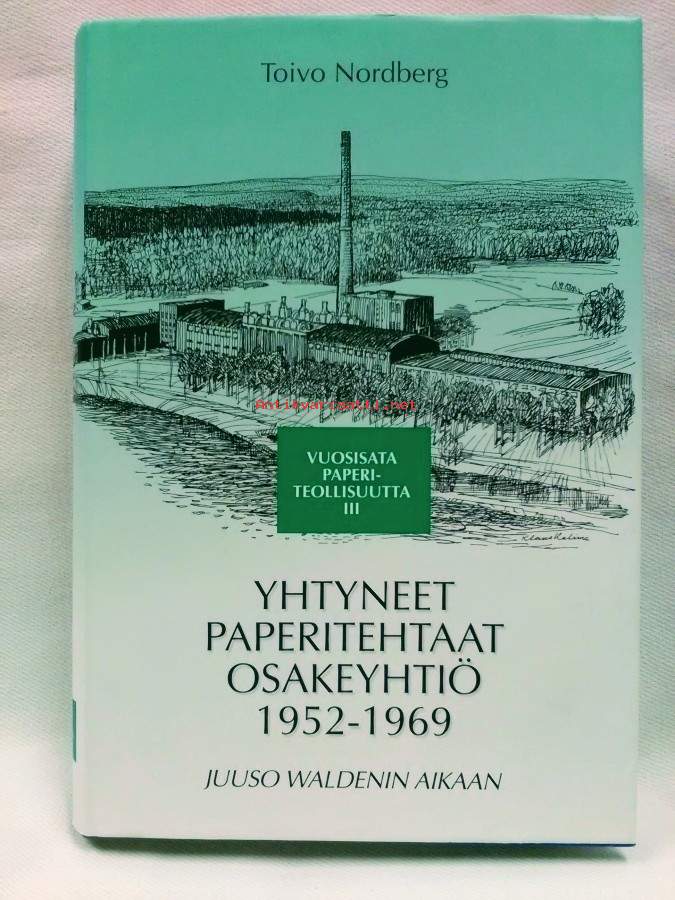 Toivo Nordberg
Antikvariaatti.net
VUOSISATA
PAPERI-
TEOLLISUUTTA
III
YHTYNEET
PAPERITEHTAAT
OSAKEYHTIÖ
1952-1969
JUUSO WALDENIN AIKAAN